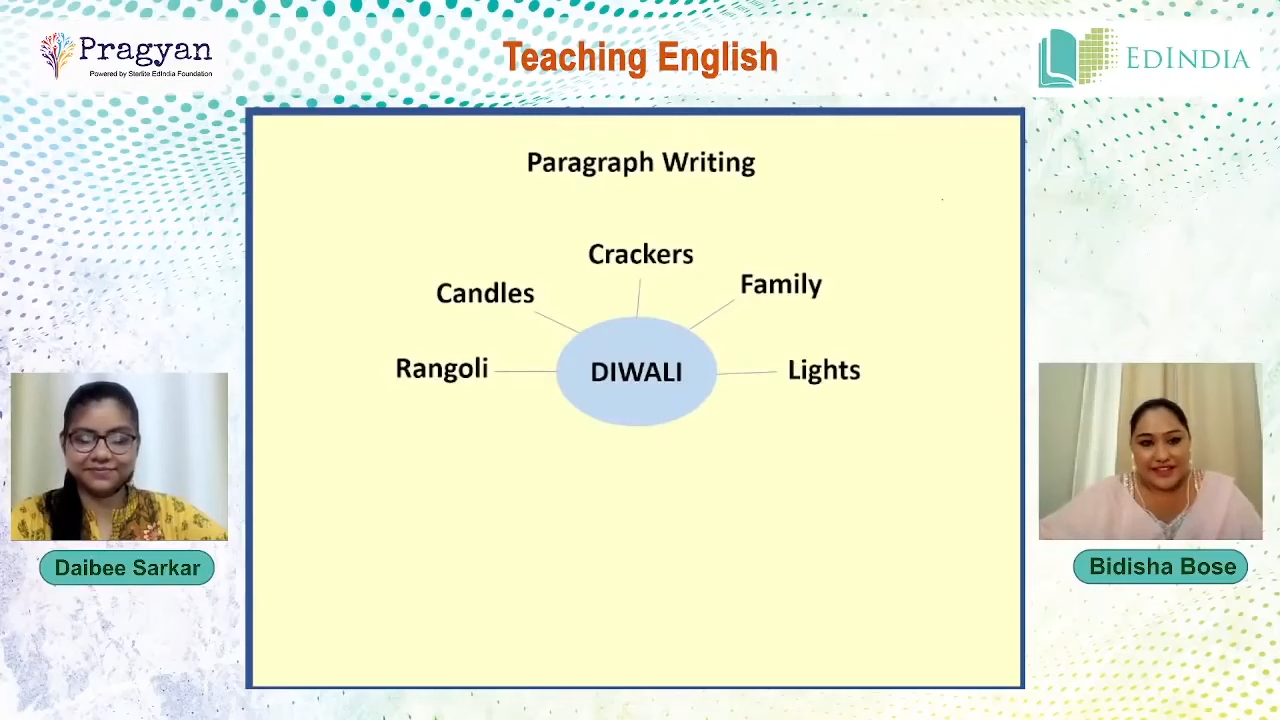 Pragyan
Powered by Sterlite EdIndia Foundation
Teaching English
EDINDIA
Paragraph Writing
Crackers
Candles
Family
Rangoli
DIWALI
Lights
Daibee Sarkar
Bidisha Bose